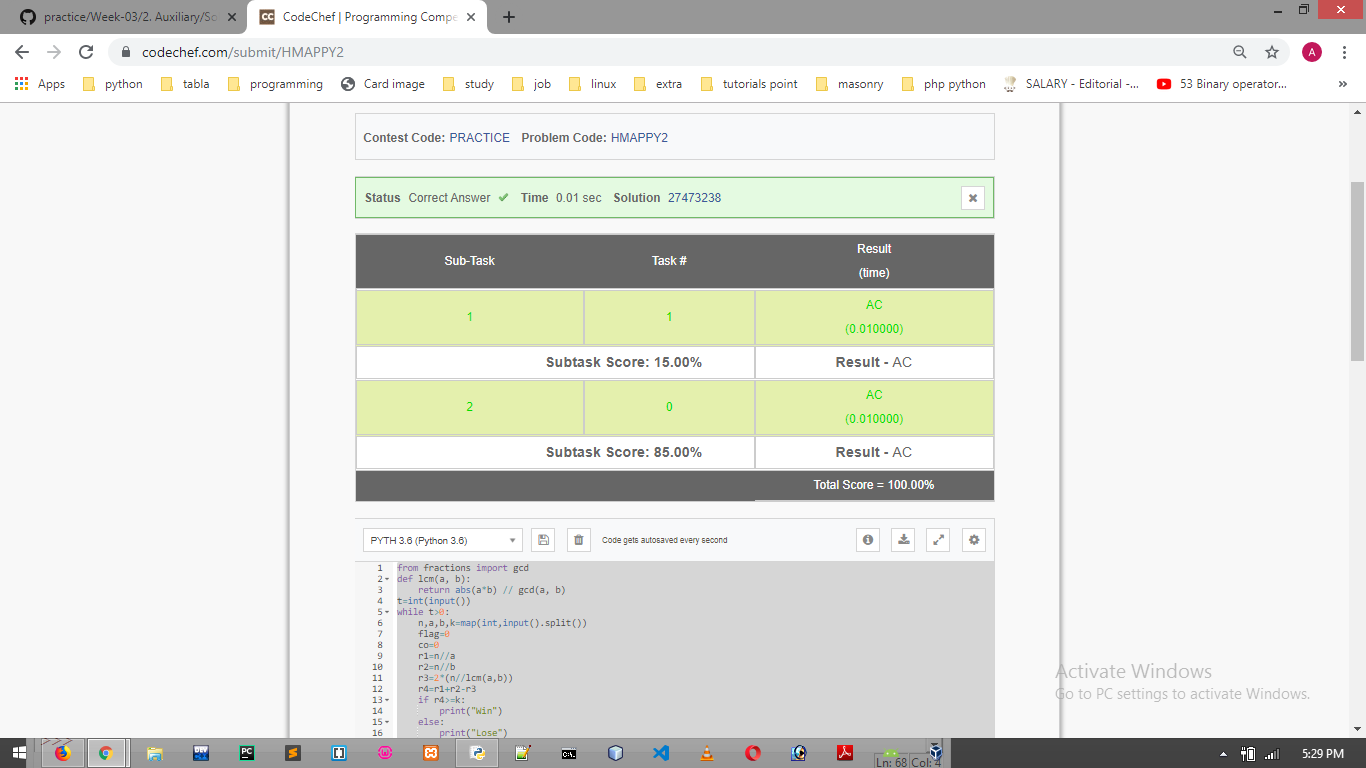 practice/Week-03/2. Auxiliary/So
CodeChef | Programming Compe
codechef.com/submit/HMAPPY2
A
Apps python tabla programming Card image study job linux extra tutorials point masonry php python SALARY - Editorial -... 53 Binary operator... »
Contest Code: PRACTICE Problem Code: HMAPPY2
Status Correct Answer ✔ Time 0.01 sec Solution 27473238
Sub-Task Task # Result
(time)
1 1 AC
(0.010000)
Subtask Score: 15.00% Result - AC
2 0 AC
(0.010000)
Subtask Score: 85.00% Result - AC
Total Score = 100.00%
PYTH 3.6 (Python 3.6) Code gets autosaved every second
1 from fractions import gcd
2 def lcm(a, b):
3 return abs(a*b) // gcd(a, b)
4 t=int(input())
5 while t>0:
6 n,a,b,k=map(int,input().split())
7 flag=0
8 co=0
9 r1=n//a
10 r2=n//b
11 r3=2*(n//lcm(a,b))
12 r4=r1+r2-r3
13 if r4>=k:
14 print("Win")
15 else:
16 print("Lose")
Activate Windows
Go to PC settings to activate Windows.
Ln: 68 Col: 4
5:29 PM